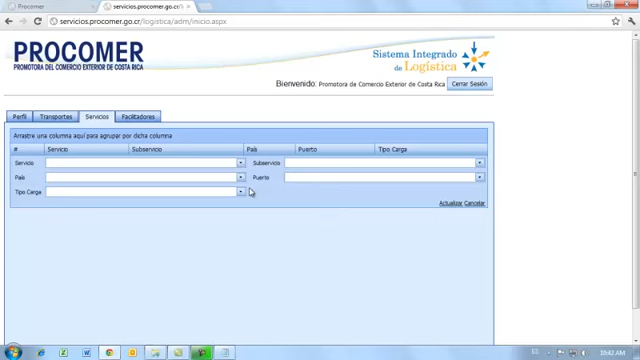 Procomer
servicios.procomer.go.cr/l
servicios.procomer.go.cr/logistica/adm/inicio.aspx
PROCOMER
PROMOTORA DEL COMERCIO EXTERIOR DE COSTA RICA
Sistema Integrado
de Logística
Bienvenido: Promotora de Comercio Exterior de Costa Rica
Cerrar Sesión
Perfil Transportes Servicios Facilitadores
Arrastre una columna aquí para agrupar por dicha columna
# Servicio Subservicio País Puerto Tipo Carga
Servicio Subservicio
País Puerto
Tipo Carga
Actualizar Cancelar
ES 10:42 AM